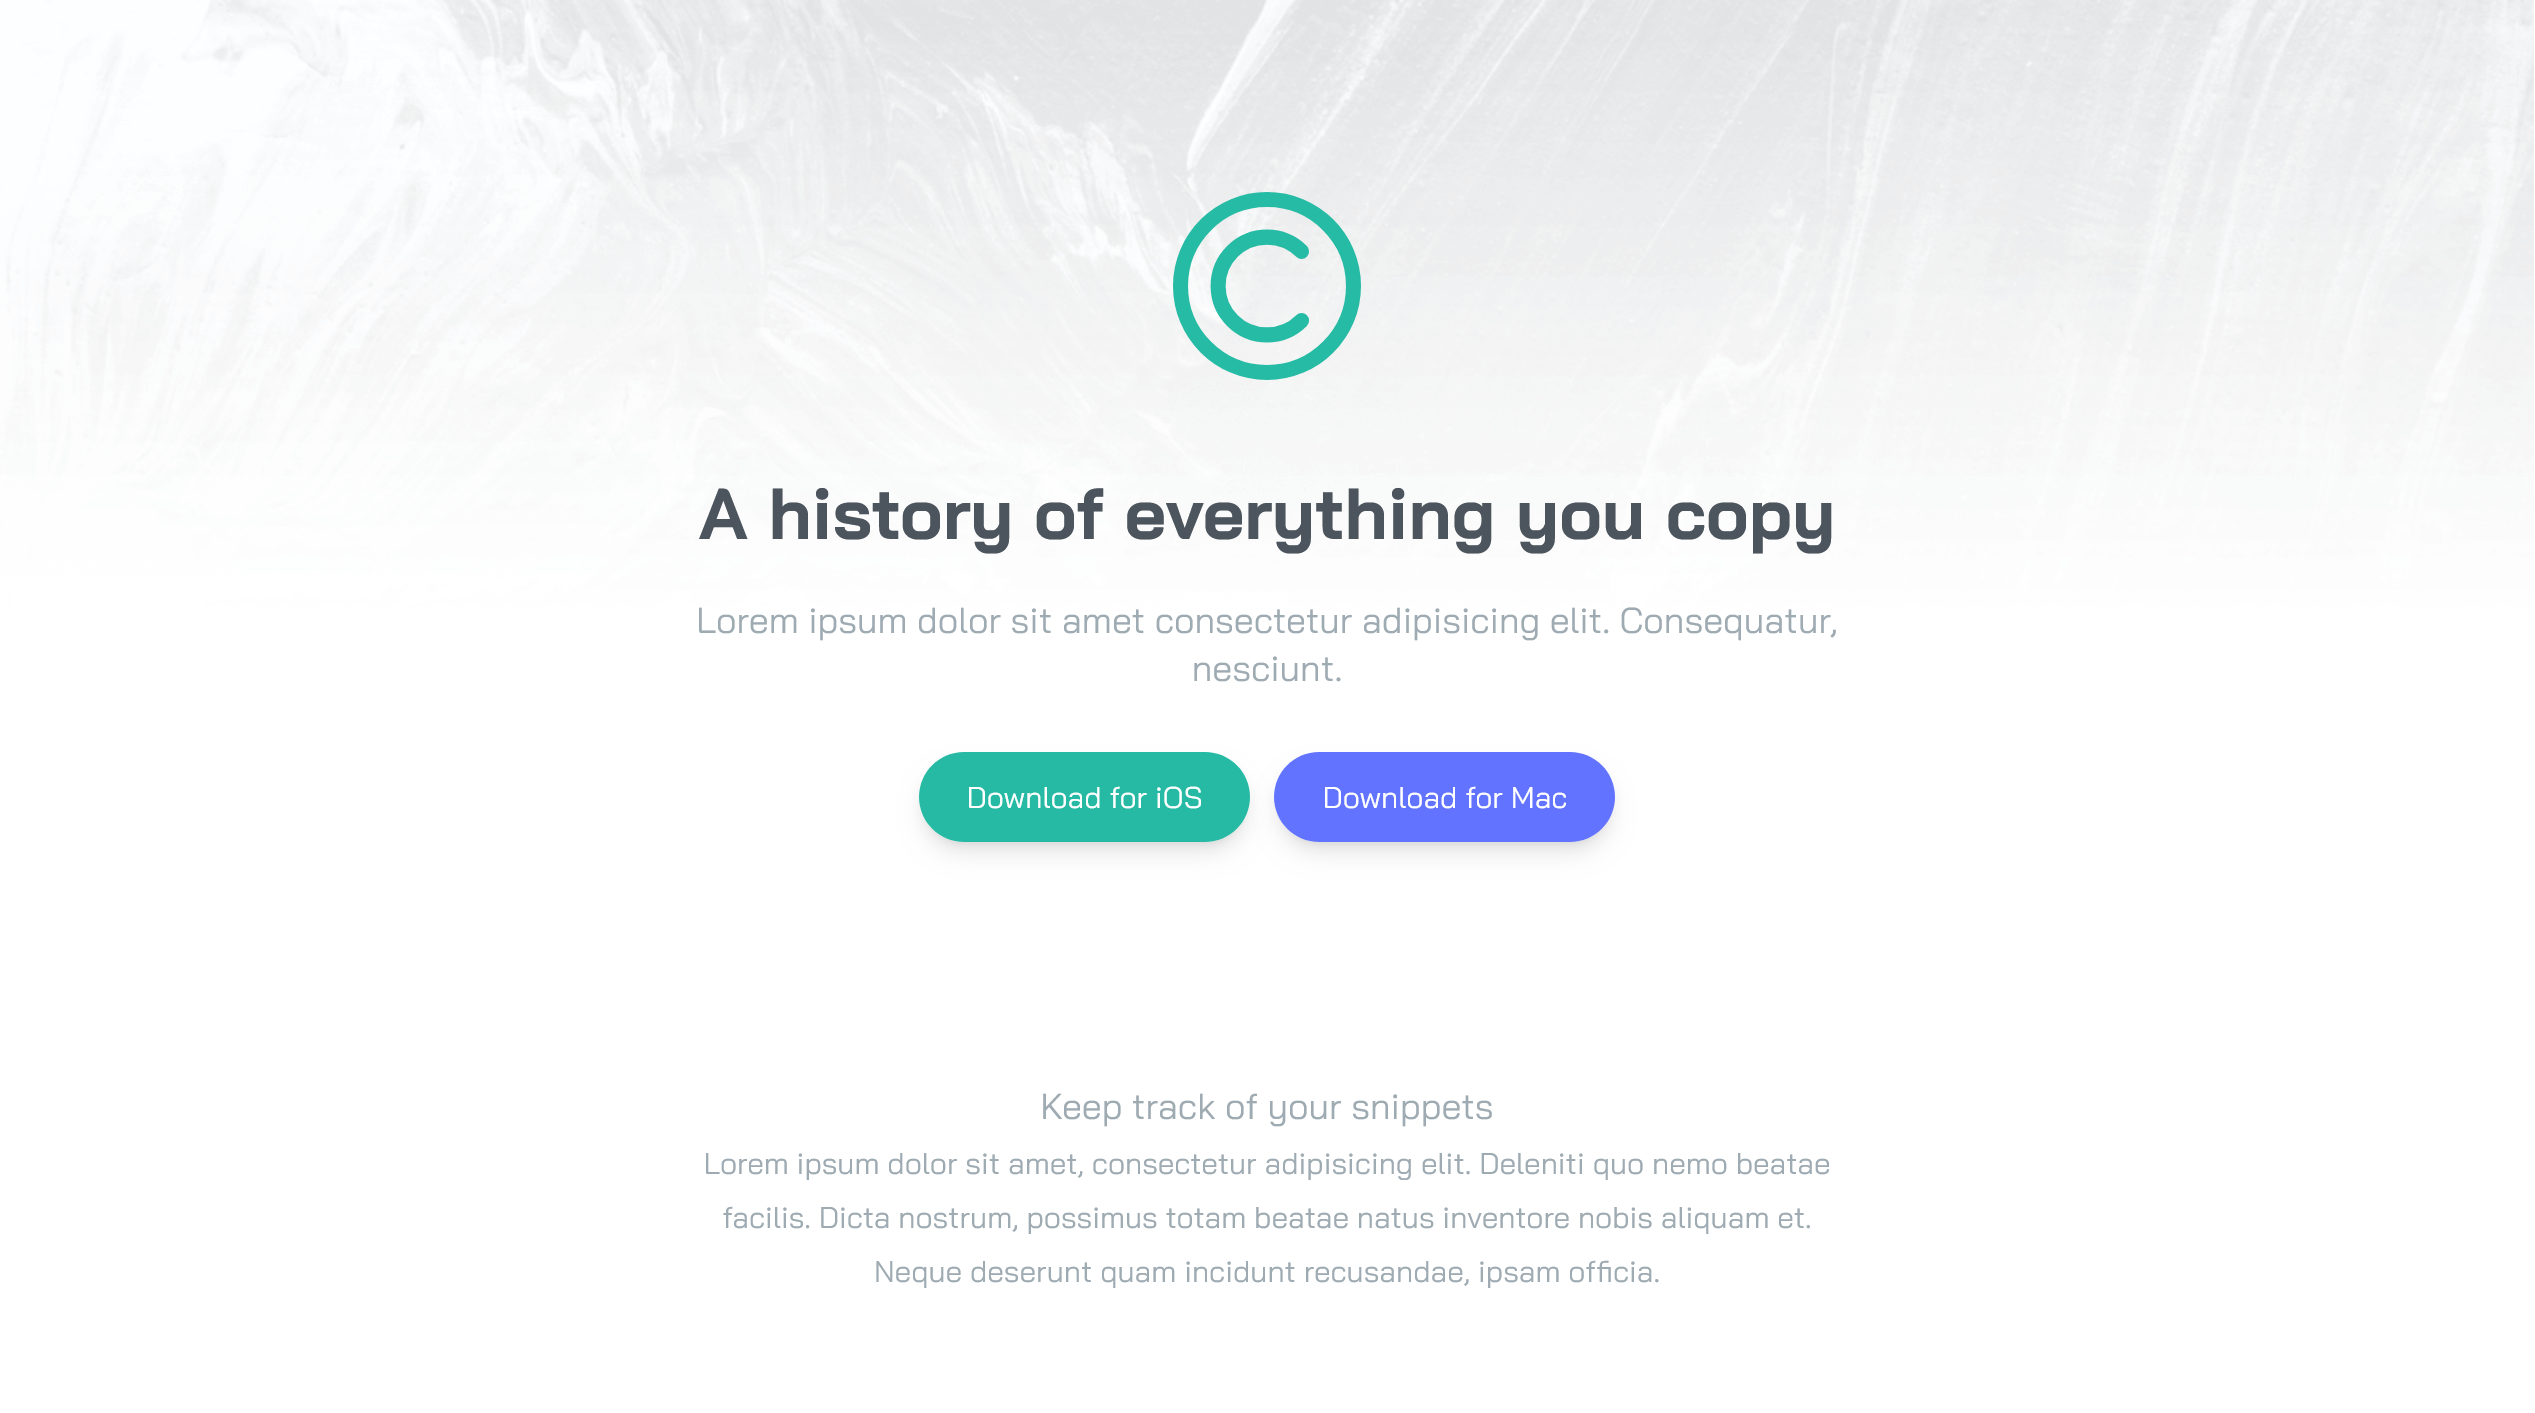 A history of everything you copy
Lorem ipsum dolor sit amet consectetur adipisicing elit. Consequatur,
nesciunt.
Download for iOS
Download for Mac
Keep track of your snippets
Lorem ipsum dolor sit amet, consectetur adipisicing elit. Deleniti quo nemo beatae
facilis. Dicta nostrum, possimus totam beatae natus inventore nobis aliquam et.
Neque deserunt quam incidunt recusandae, ipsam officia.